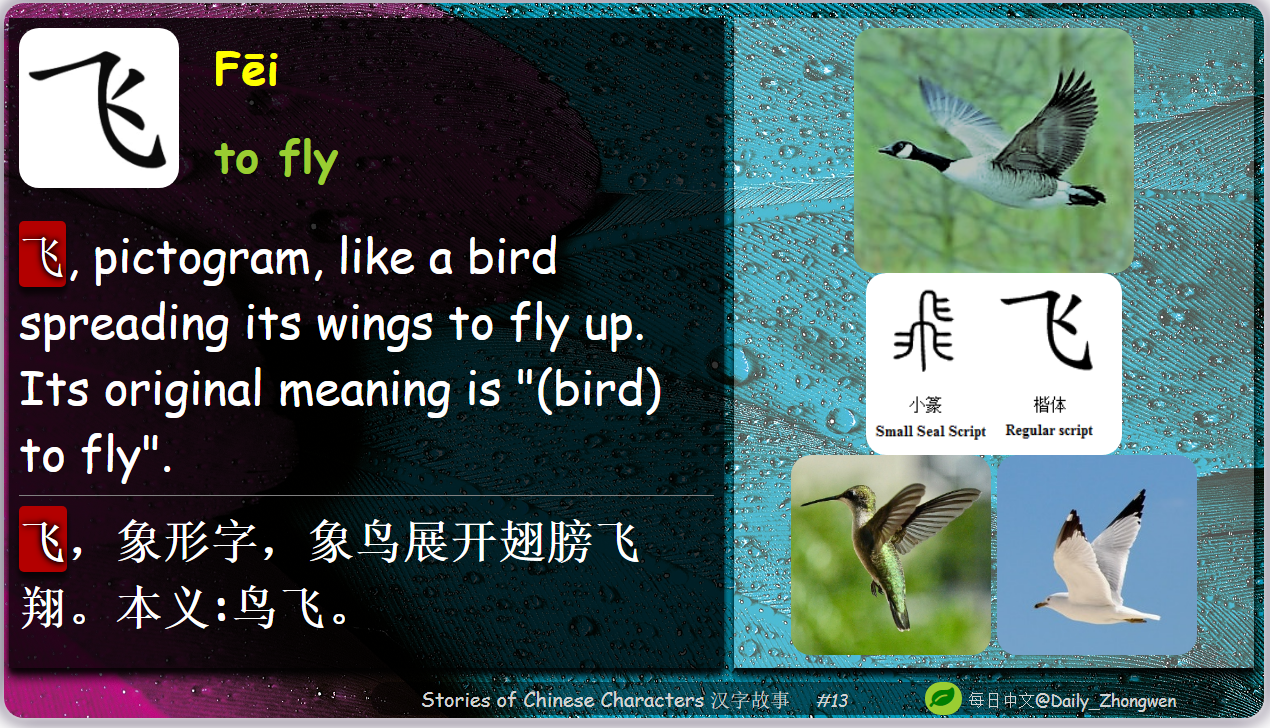 飞
Fēi
to fly
飞, pictogram, like a bird
spreading its wings to fly up.
Its original meaning is "(bird)
to fly".
飞，象形字，象鸟展开翅膀飞
翔。本义:鸟飞。
飛 飞
小篆 楷体
Small Seal Script Regular script
Stories of Chinese Characters 汉字故事 #13
每日中文@Daily_Zhongwen